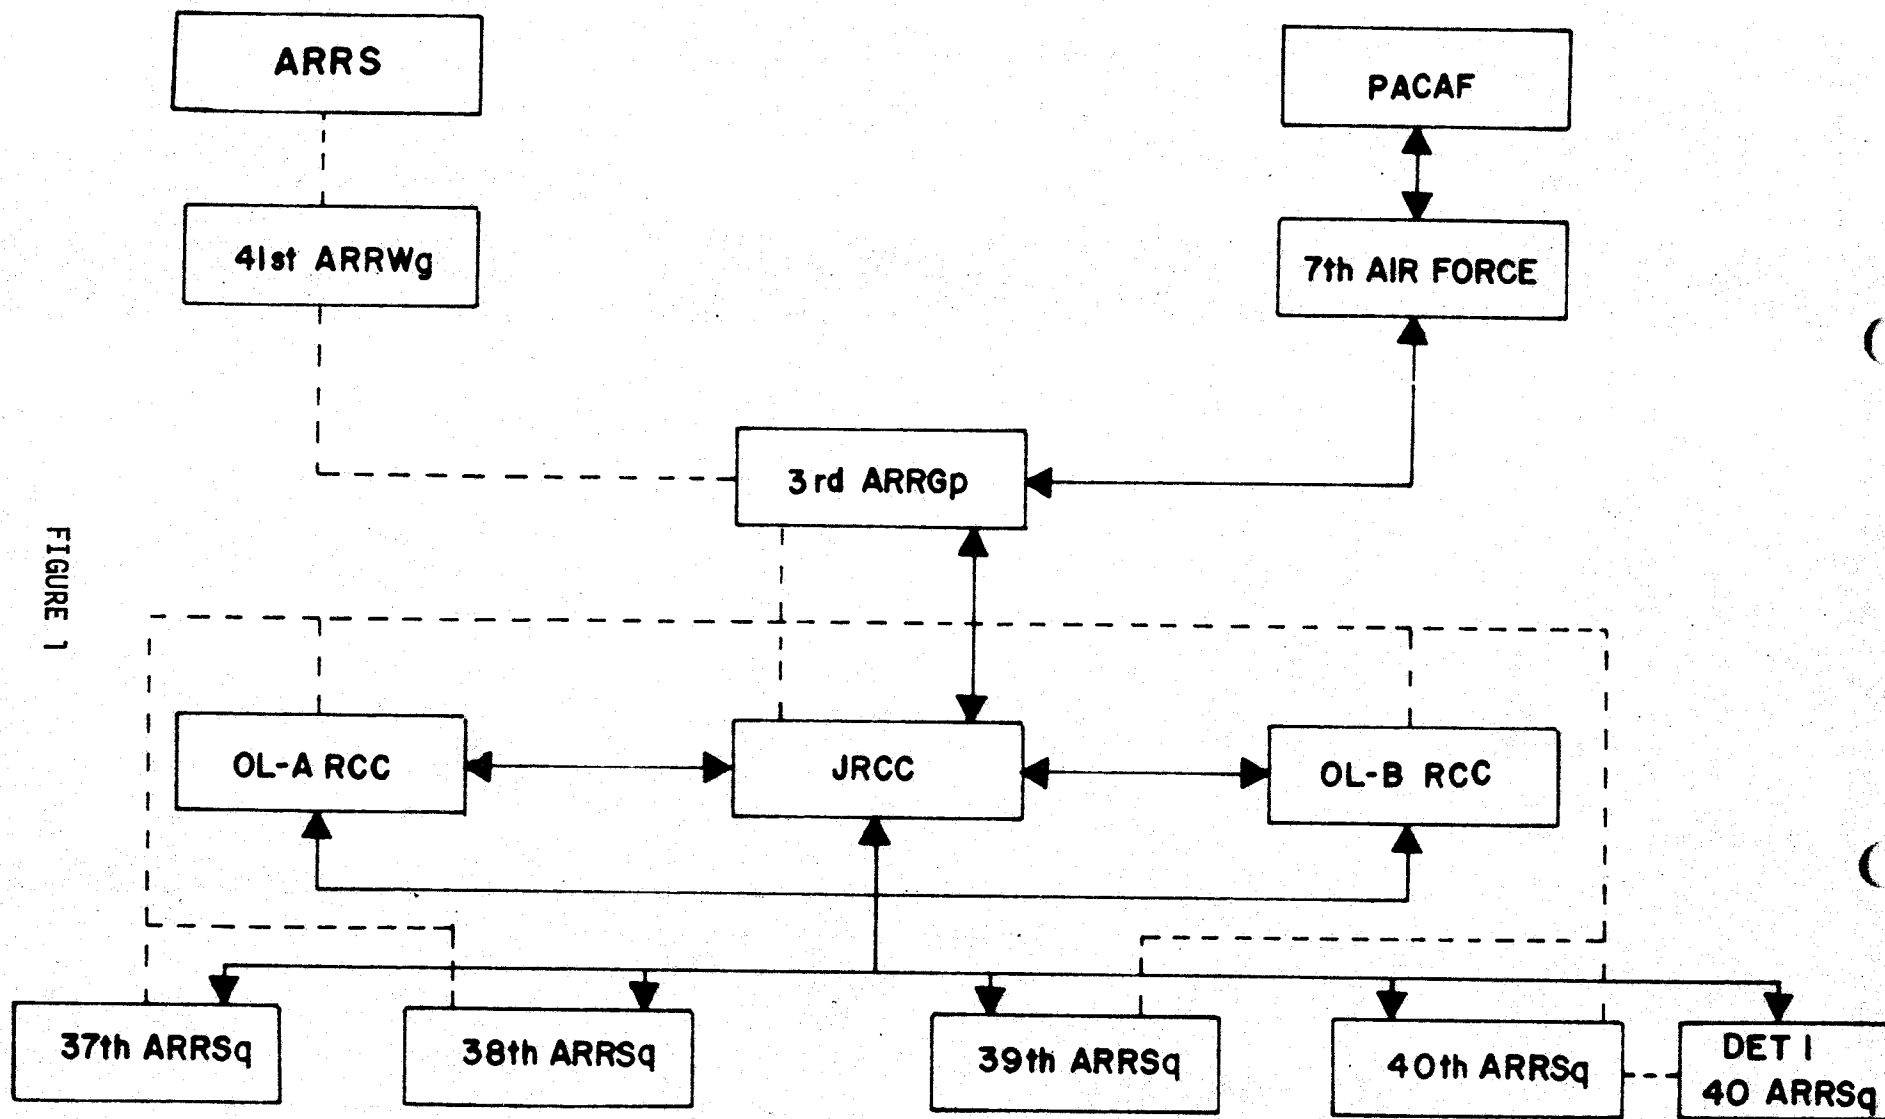 ARRS
PACAF
41st ARRWg
7th AIR FORCE
3rd ARRGp
FIGURE 1
OL-A RCC
JRCC
OL-B RCC
37th ARRSq
38th ARRSq
39th ARRSq
40th ARRSq
DET 1
40 ARRSq